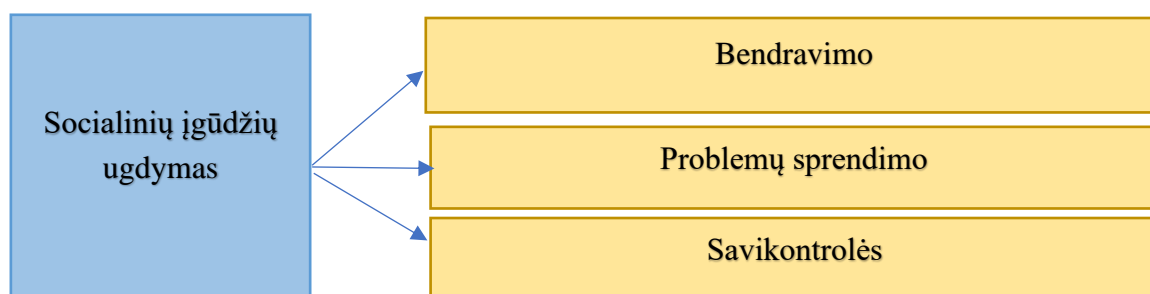 Socialinių įgūdžių
ugdymas
Bendravimo
Problemų sprendimo
Savikontrolės